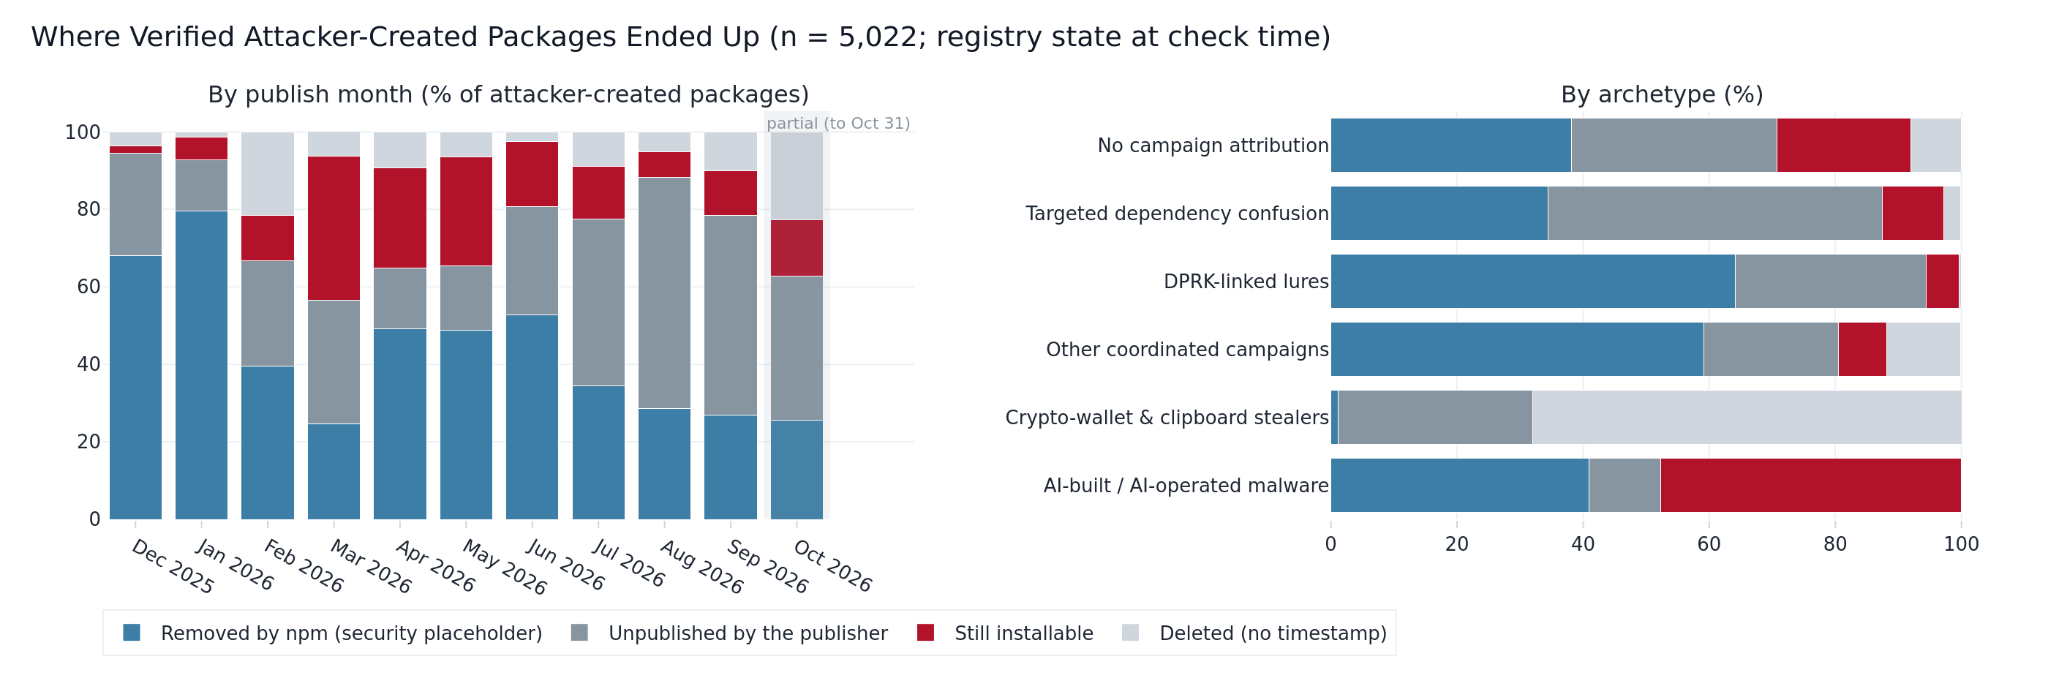 Where Verified Attacker-Created Packages Ended Up (n = 5,022; registry state at check time)
By publish month (% of attacker-created packages)
partial (to Oct 31)
100
80
60
40
20
0
Dec 2025
Jan 2026
Feb 2026
Mar 2026
Apr 2026
May 2026
Jun 2026
Jul 2026
Aug 2026
Sep 2026
Oct 2026
By archetype (%)
No campaign attribution
Targeted dependency confusion
DPRK-linked lures
Other coordinated campaigns
Crypto-wallet & clipboard stealers
AI-built / AI-operated malware
0 20 40 60 80 100
Removed by npm (security placeholder) Unpublished by the publisher Still installable Deleted (no timestamp)